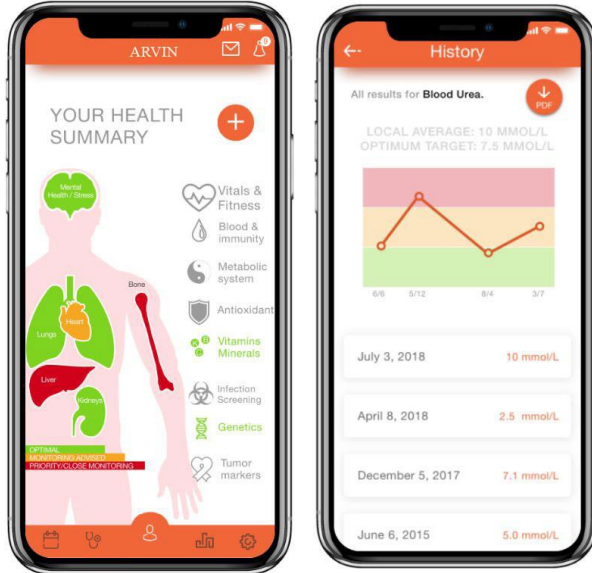 ARVIN
YOUR HEALTH
SUMMARY
Mental
Health / Stress
Bone
Heart
Lungs
Liver
Kidneys
OPTIMAL
MONITORING ADVISED
PRIORITY/CLOSE MONITORING
Vitals &
Fitness
Blood &
immunity
Metabolic
system
Antioxidant
Vitamins
Minerals
Infection
Screening
Genetics
Tumor
markers
History
All results for Blood Urea.
PDF
LOCAL AVERAGE: 10 MMOL/L
OPTIMUM TARGET: 7.5 MMOL/L
6/6 5/12 8/4 3/7
July 3, 2018 10 mmol/L
April 8, 2018 2.5 mmol/L
December 5, 2017 7.1 mmol/L
June 6, 2015 5.0 mmol/L